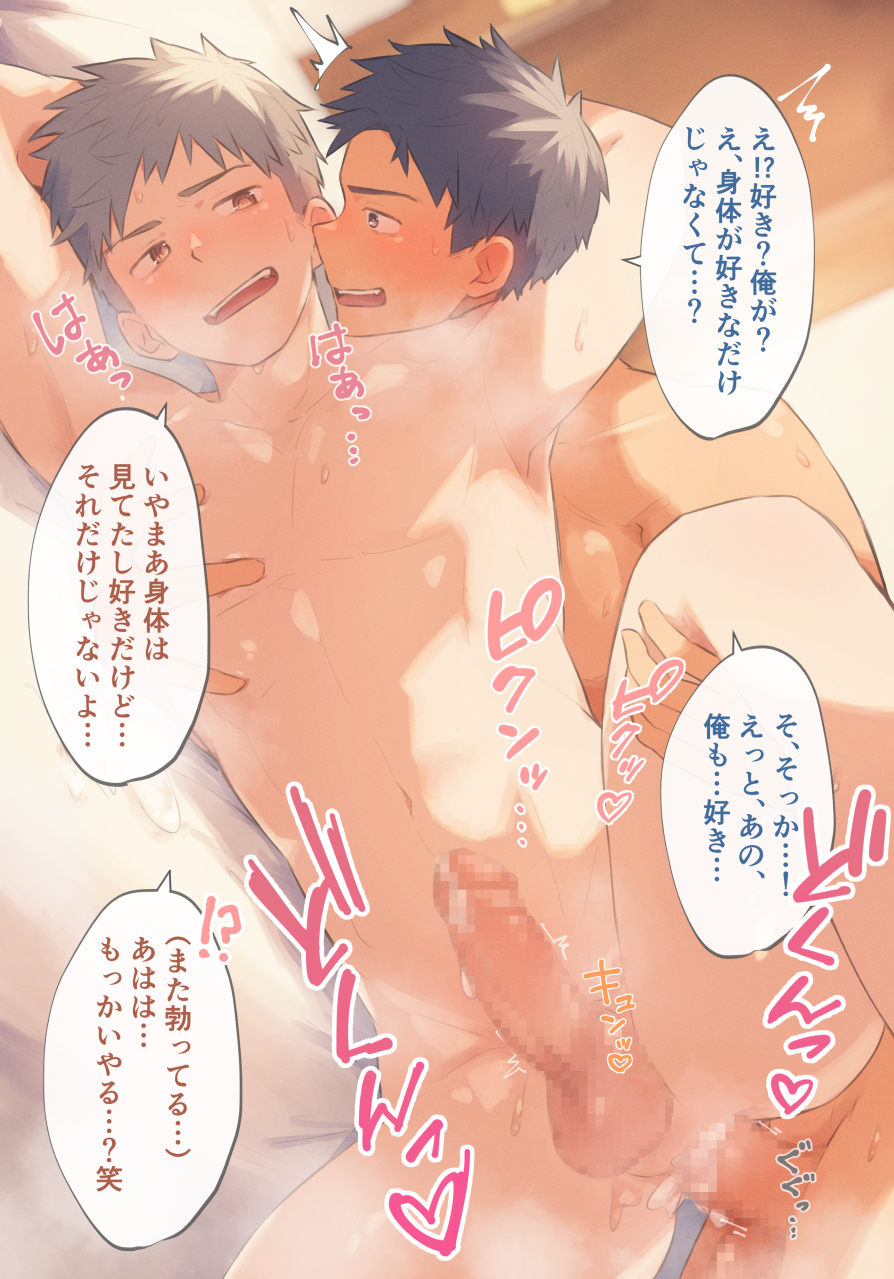 え!?好き?俺が?
え、身体が好きなだけ
じゃなくて…?
はぁっ
はぁっ…
いやまあ身体は
見てたし好きだけど…
それだけじゃないよ…
ピクンッ…
ピクッ♡
そ、そっか…!
えっと、あの、
俺も…好き…
ドクんっ♡
!?
(また勃ってる…)
あはは…
もっかいやる…?笑
キュンッ♡
ぐぐっ…